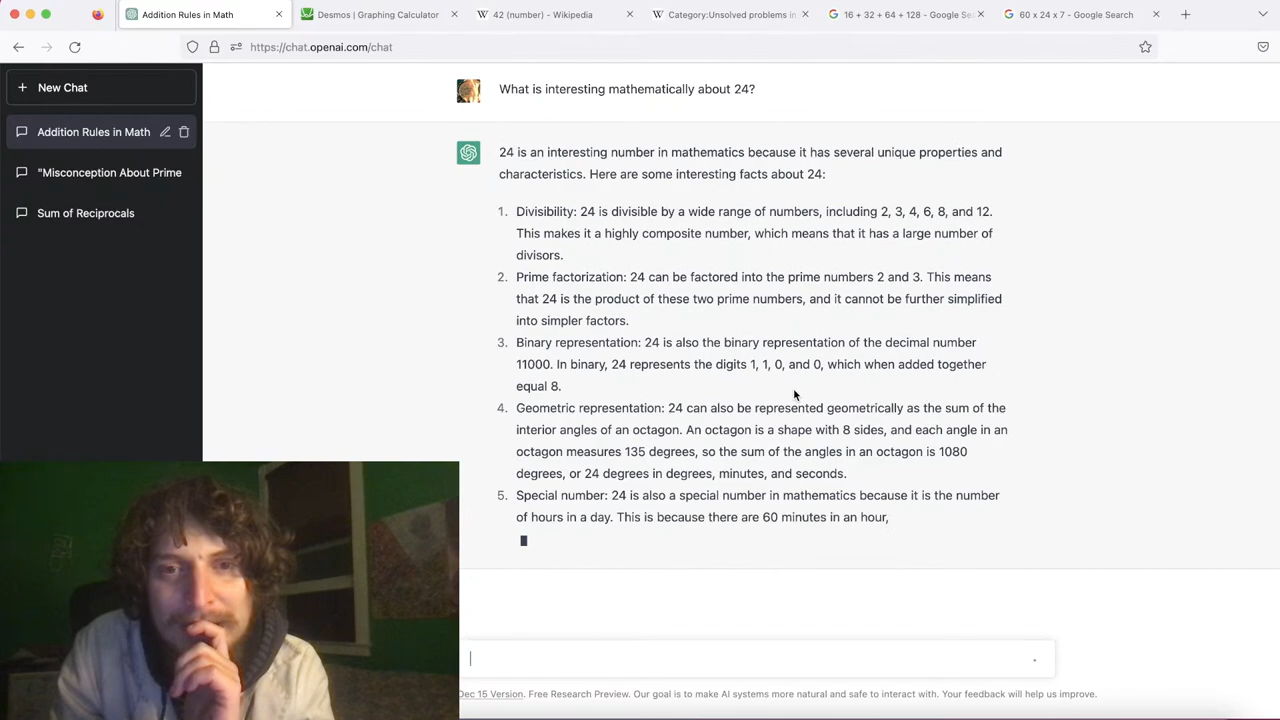 Addition Rules in Math
Desmos | Graphing Calculator
42 (number) - Wikipedia
Category:Unsolved problems in
16 + 32 + 64 + 128 - Google Se
60 x 24 x 7 - Google Search
https://chat.openai.com/chat
+ New Chat
Addition Rules in Math
"Misconception About Prime
Sum of Reciprocals
What is interesting mathematically about 24?
24 is an interesting number in mathematics because it has several unique properties and
characteristics. Here are some interesting facts about 24:
1. Divisibility: 24 is divisible by a wide range of numbers, including 2, 3, 4, 6, 8, and 12.
This makes it a highly composite number, which means that it has a large number of
divisors.
2. Prime factorization: 24 can be factored into the prime numbers 2 and 3. This means
that 24 is the product of these two prime numbers, and it cannot be further simplified
into simpler factors.
3. Binary representation: 24 is also the binary representation of the decimal number
11000. In binary, 24 represents the digits 1, 1, 0, and 0, which when added together
equal 8.
4. Geometric representation: 24 can also be represented geometrically as the sum of the
interior angles of an octagon. An octagon is a shape with 8 sides, and each angle in an
octagon measures 135 degrees, so the sum of the angles in an octagon is 1080
degrees, or 24 degrees in degrees, minutes, and seconds.
5. Special number: 24 is also a special number in mathematics because it is the number
of hours in a day. This is because there are 60 minutes in an hour,
Dec 15 Version. Free Research Preview. Our goal is to make AI systems more natural and safe to interact with. Your feedback will help us improve.